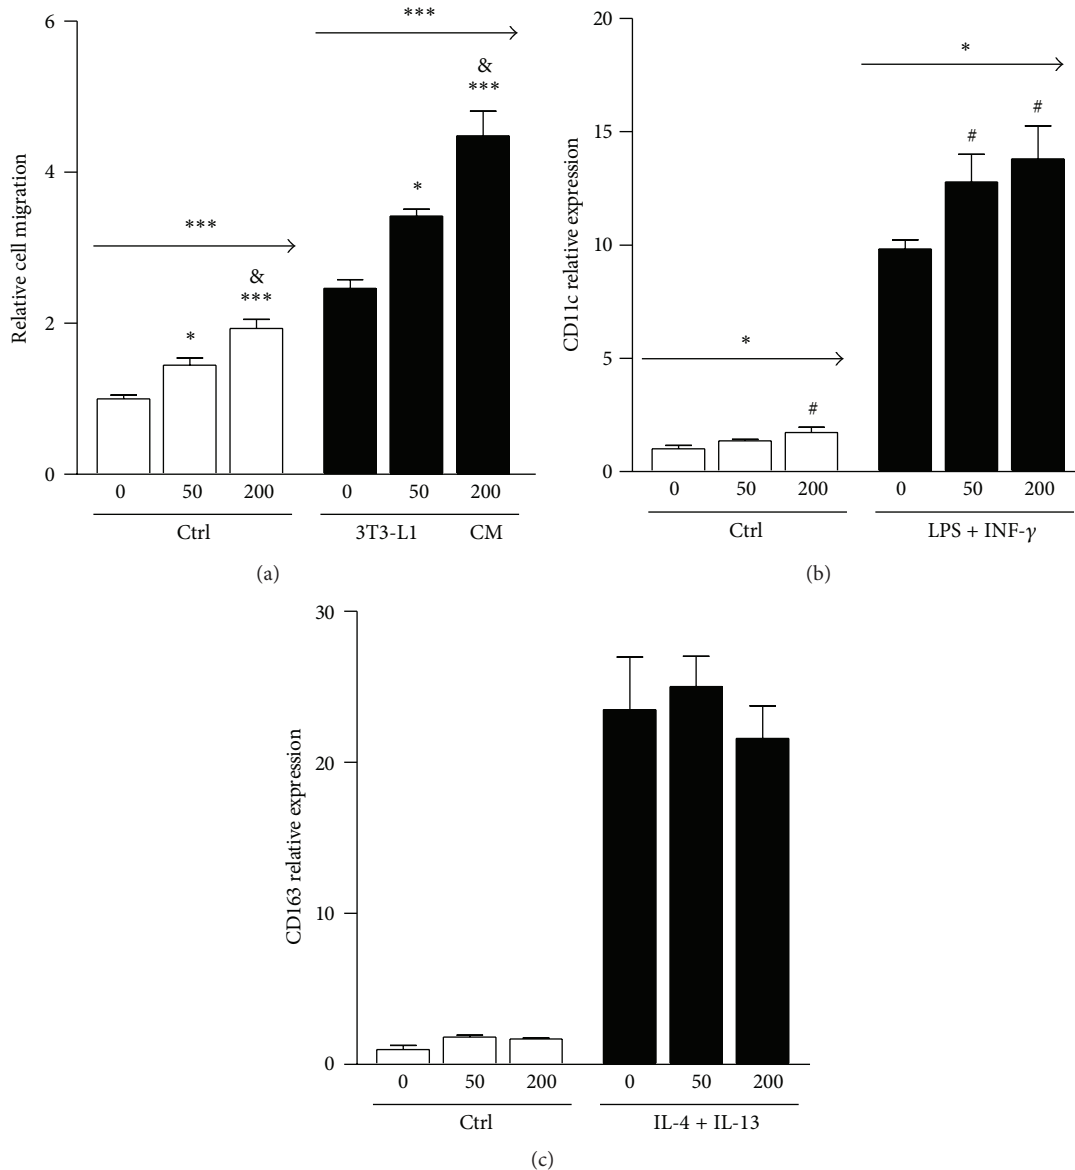 Relative cell migration
6
4
2
0
***
*
&
***
***
*
&
***
0 50 200 0 50 200
Ctrl 3T3-L1 CM
(a)
CD11c relative expression
20
15
10
5
0
*
#
*
# #
0 50 200 0 50 200
Ctrl LPS + INF-γ
(b)
CD163 relative expression
30
20
10
0
0 50 200 0 50 200
Ctrl IL-4 + IL-13
(c)